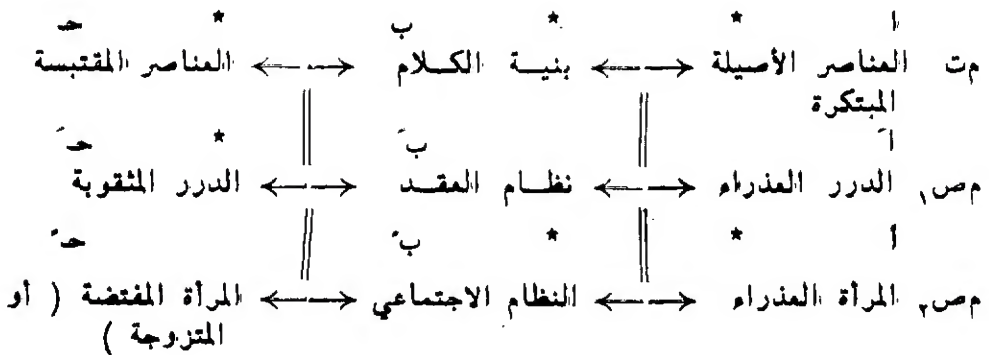 أ * * ب * حـ
مت العناصر الأصيلة ←→ بنية الكلام ←→ العناصر المقتبسة
المبتكرة
أَ بَ * حـَ
مص١ الدرر العذراء ←→ نظام العقد ←→ الدرر المثقوبة
أ * * بً حـً
مص٢ المرأة العذراء ←→ النظام الاجتماعي ←→ المرأة المفتضة ( أو
المتزوجة )